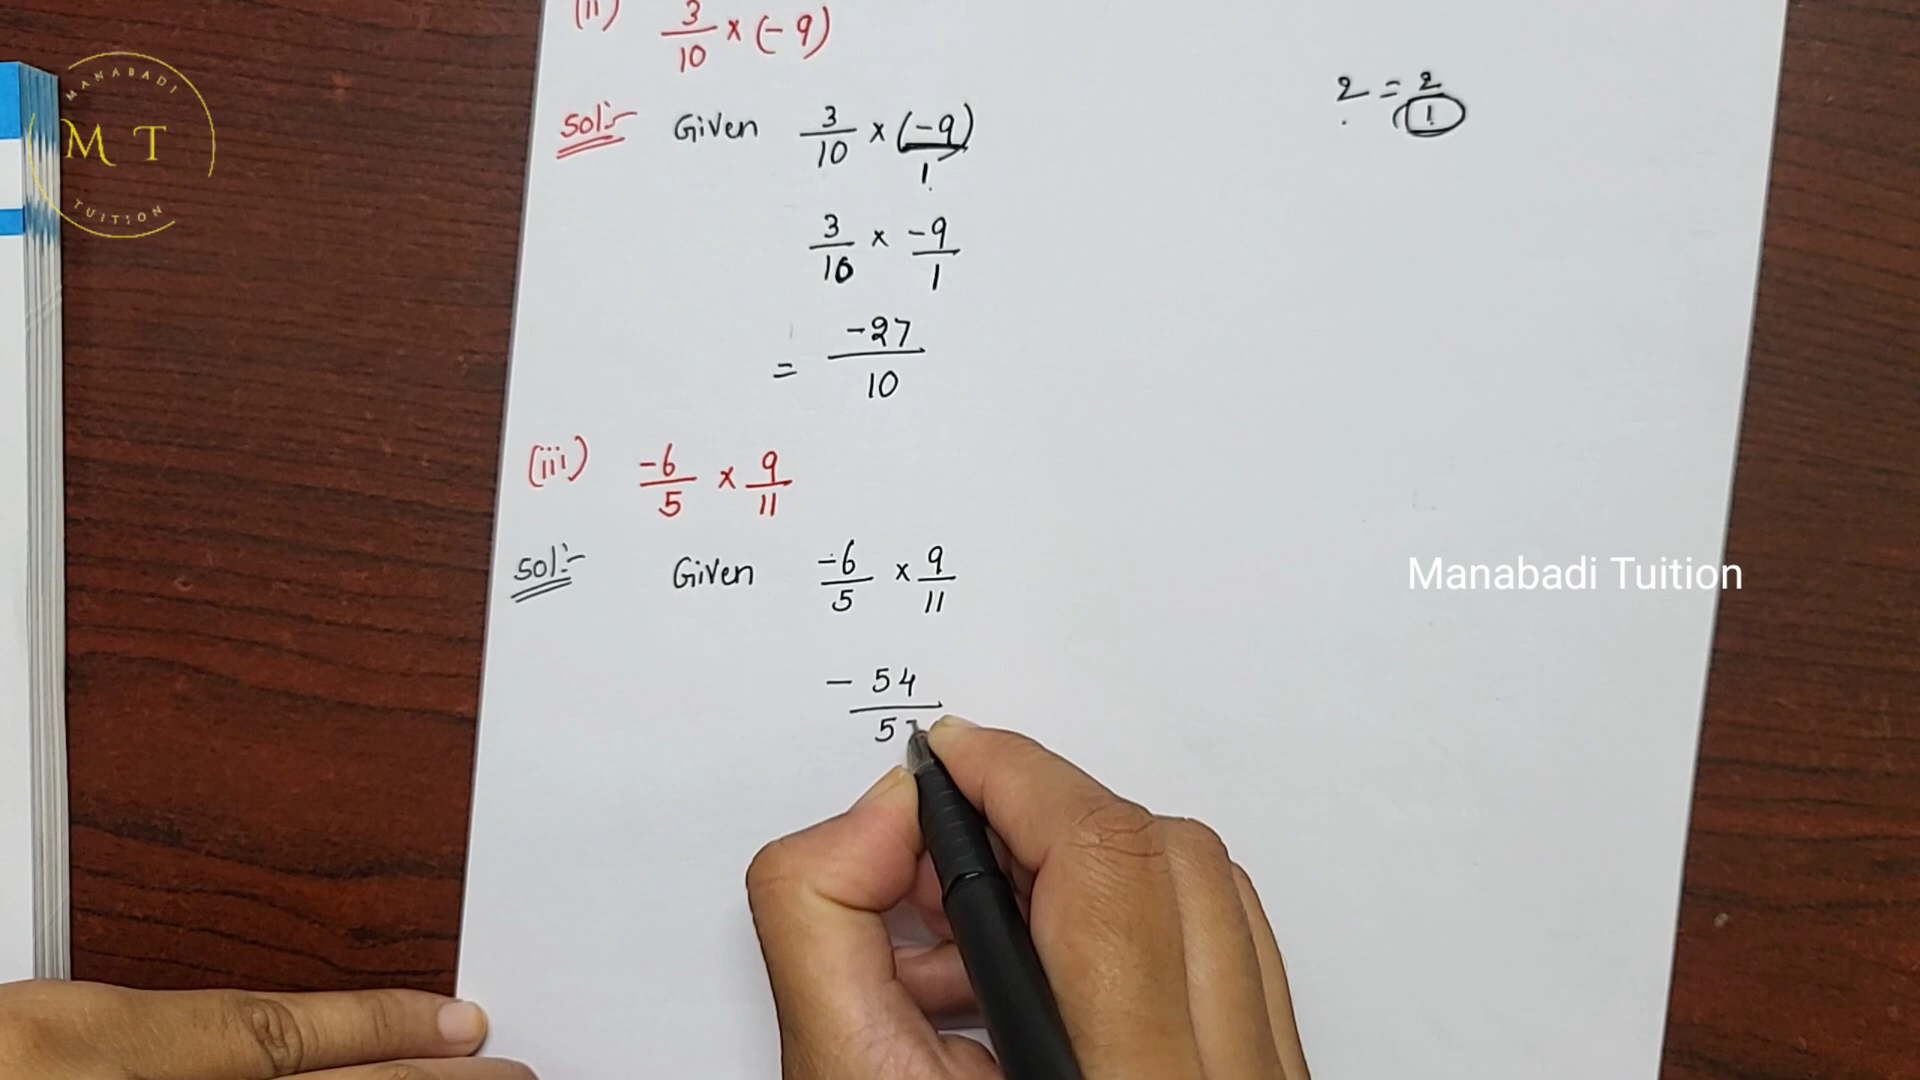 (ii) 3/10 × (-9)
MANABADI
M T
TUITION
2 = 2/1
Sol:- Given 3/10 × (-9)/1
3/10 × -9/1
= -27/10
(iii) -6/5 × 9/11
Sol:- Given -6/5 × 9/11
Manabadi Tuition
-54/5